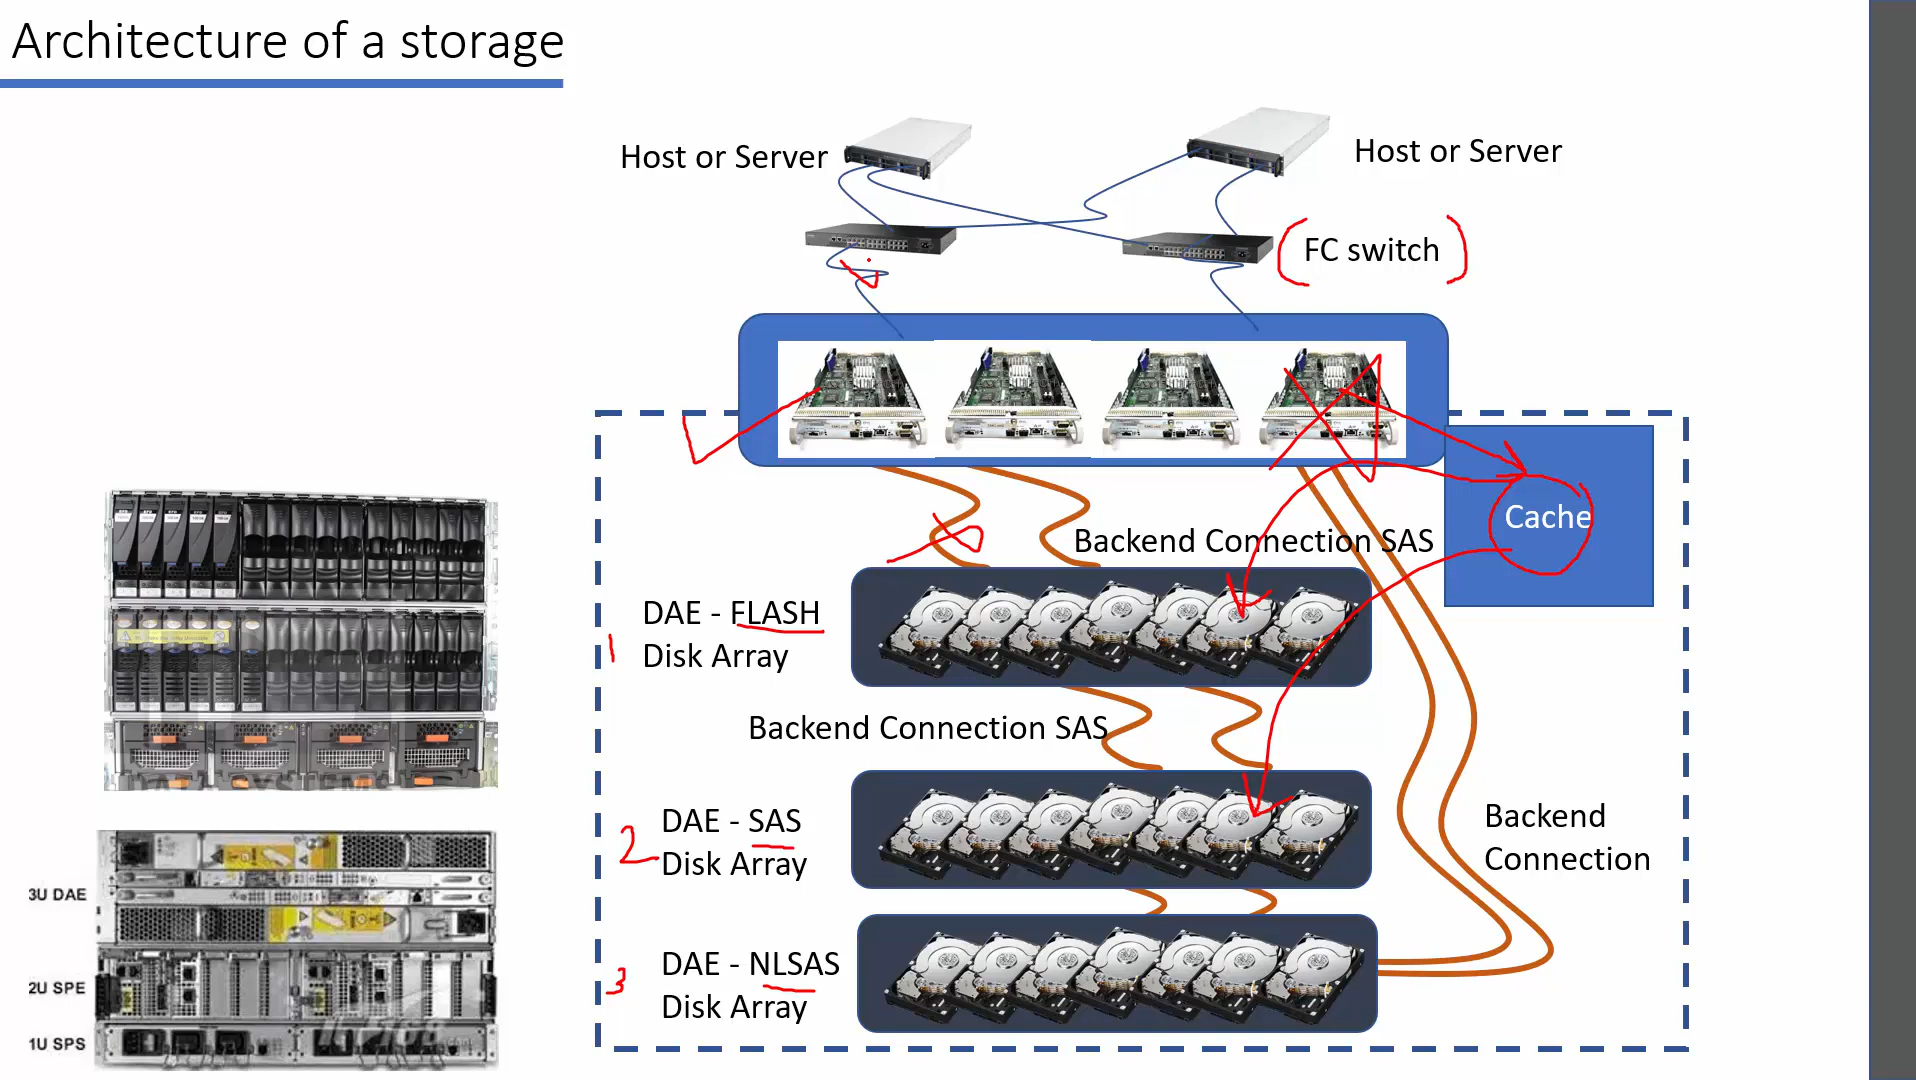 Architecture of a storage
Host or Server
Host or Server
FC switch
Cache
Backend Connection SAS
DAE - FLASH
Disk Array
1
Backend Connection SAS
DAE - SAS
Disk Array
2
Backend
Connection
DAE - NLSAS
Disk Array
3
3U DAE
2U SPE
1U SPS